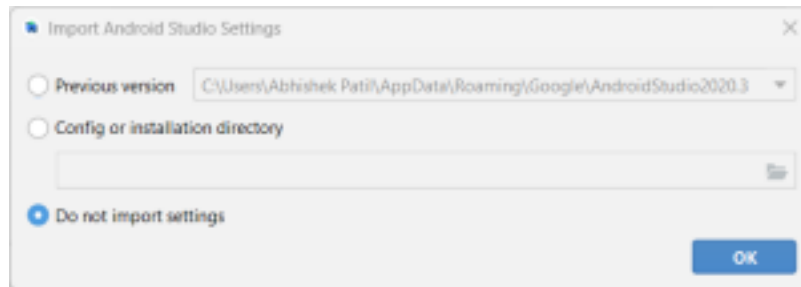 Import Android Studio Settings
Previous version C:\Users\Abhishek Patil\AppData\Roaming\Google\AndroidStudio2020.3
Config or installation directory
Do not import settings
OK